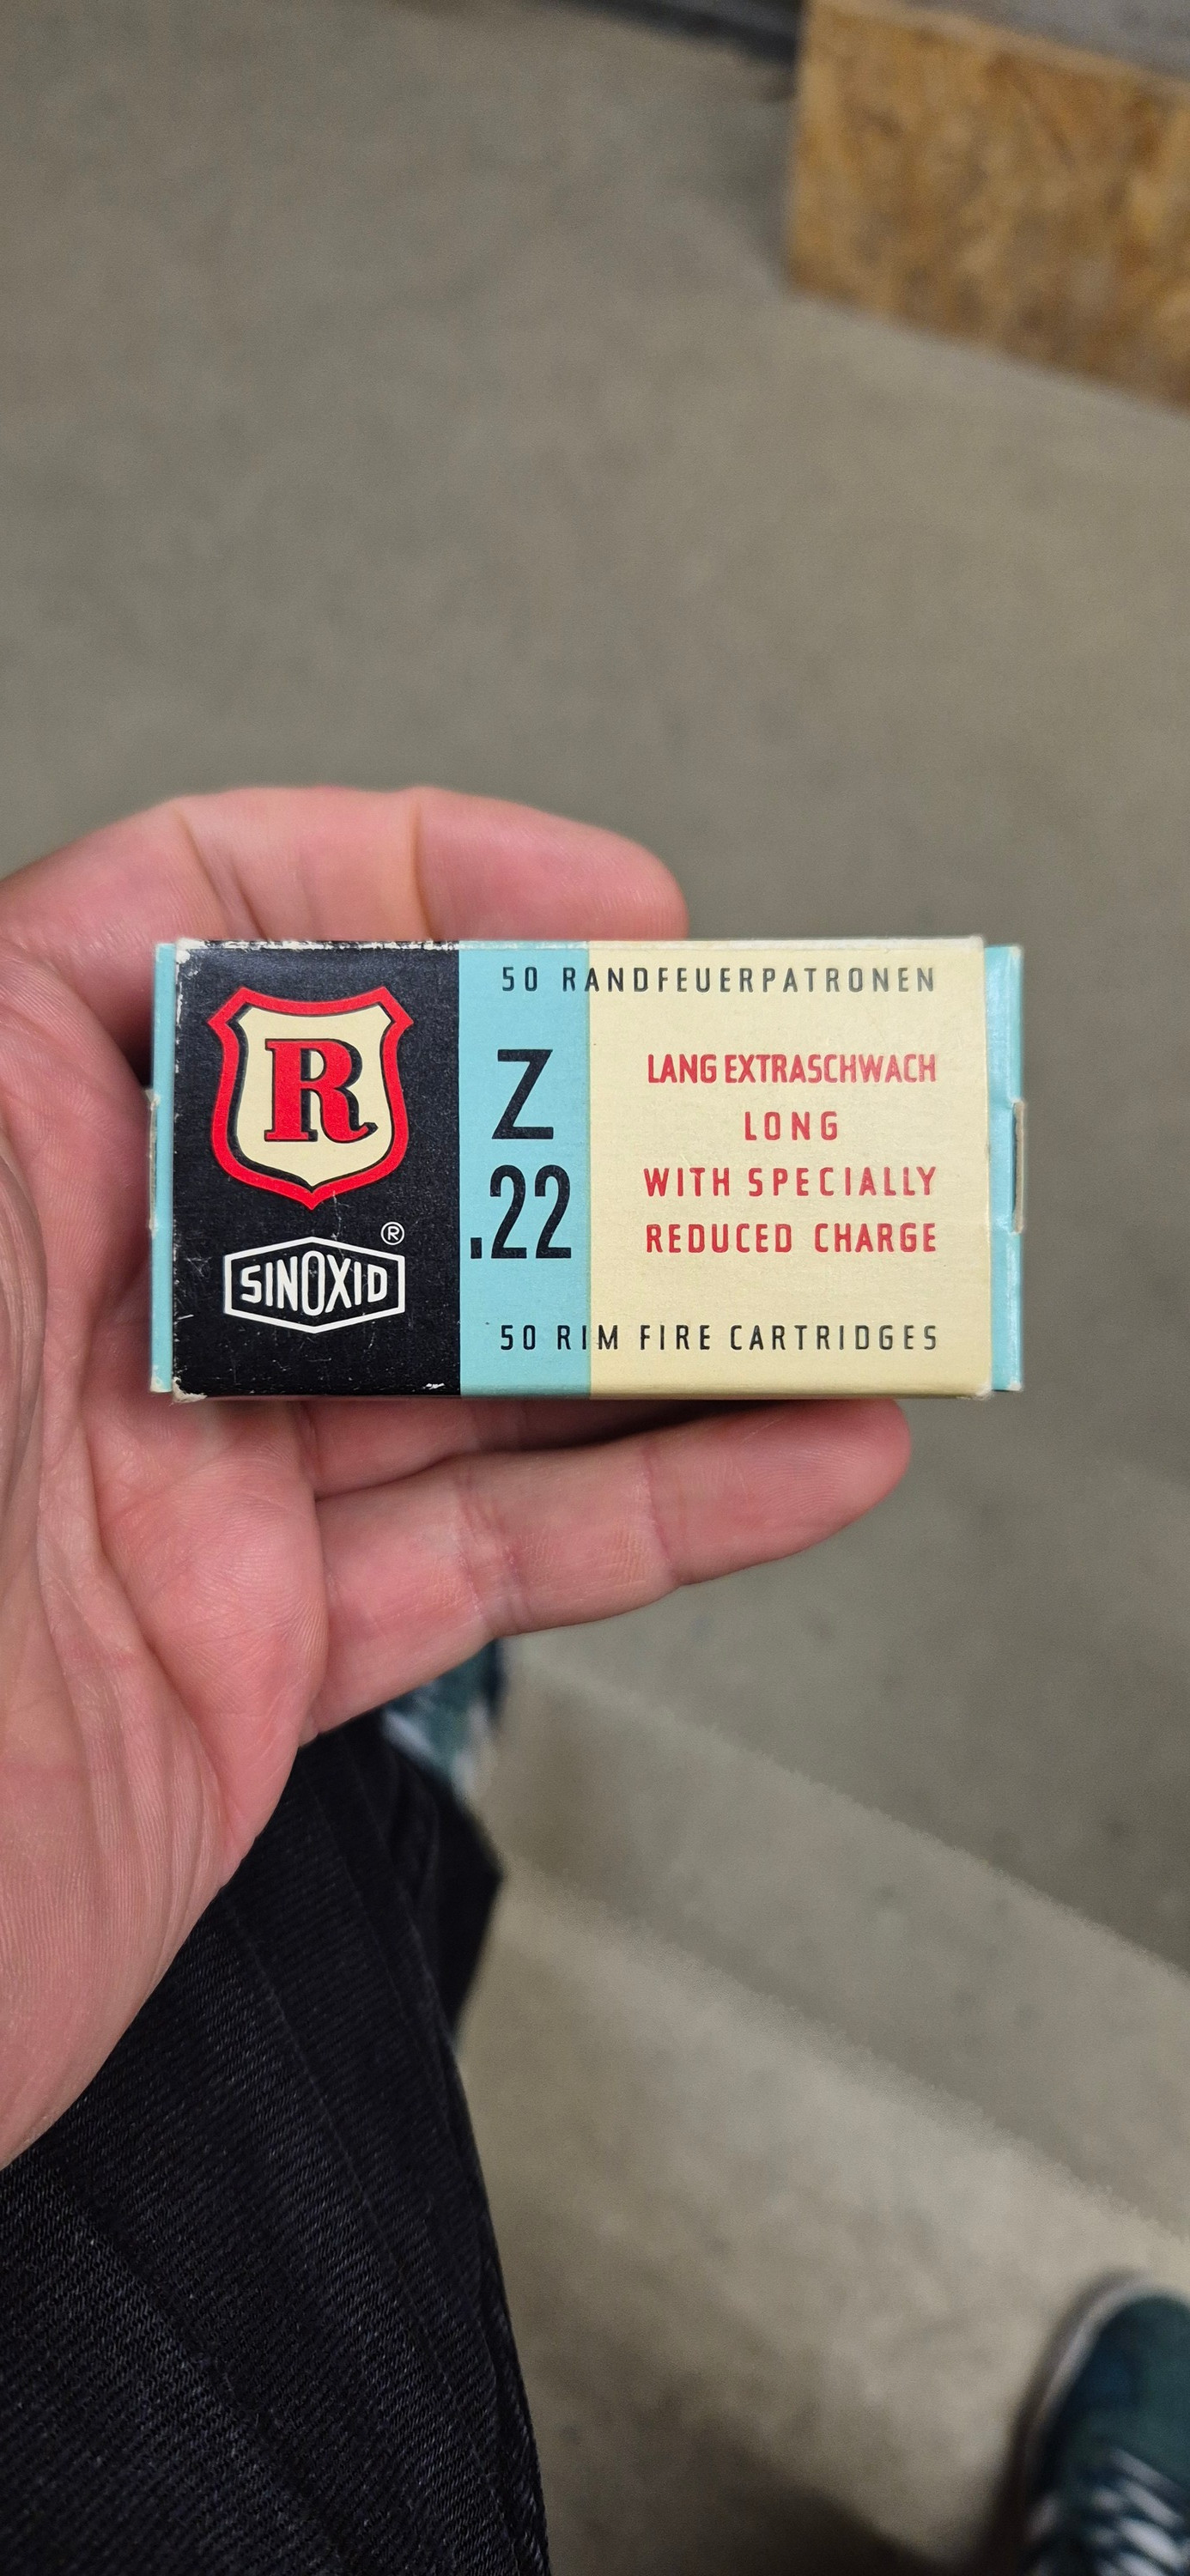 50 RANDFEUERPATRONEN
R
Z
.22
LANG EXTRASCHWACH
LONG
WITH SPECIALLY
REDUCED CHARGE
®
SINOXID
50 RIM FIRE CARTRIDGES